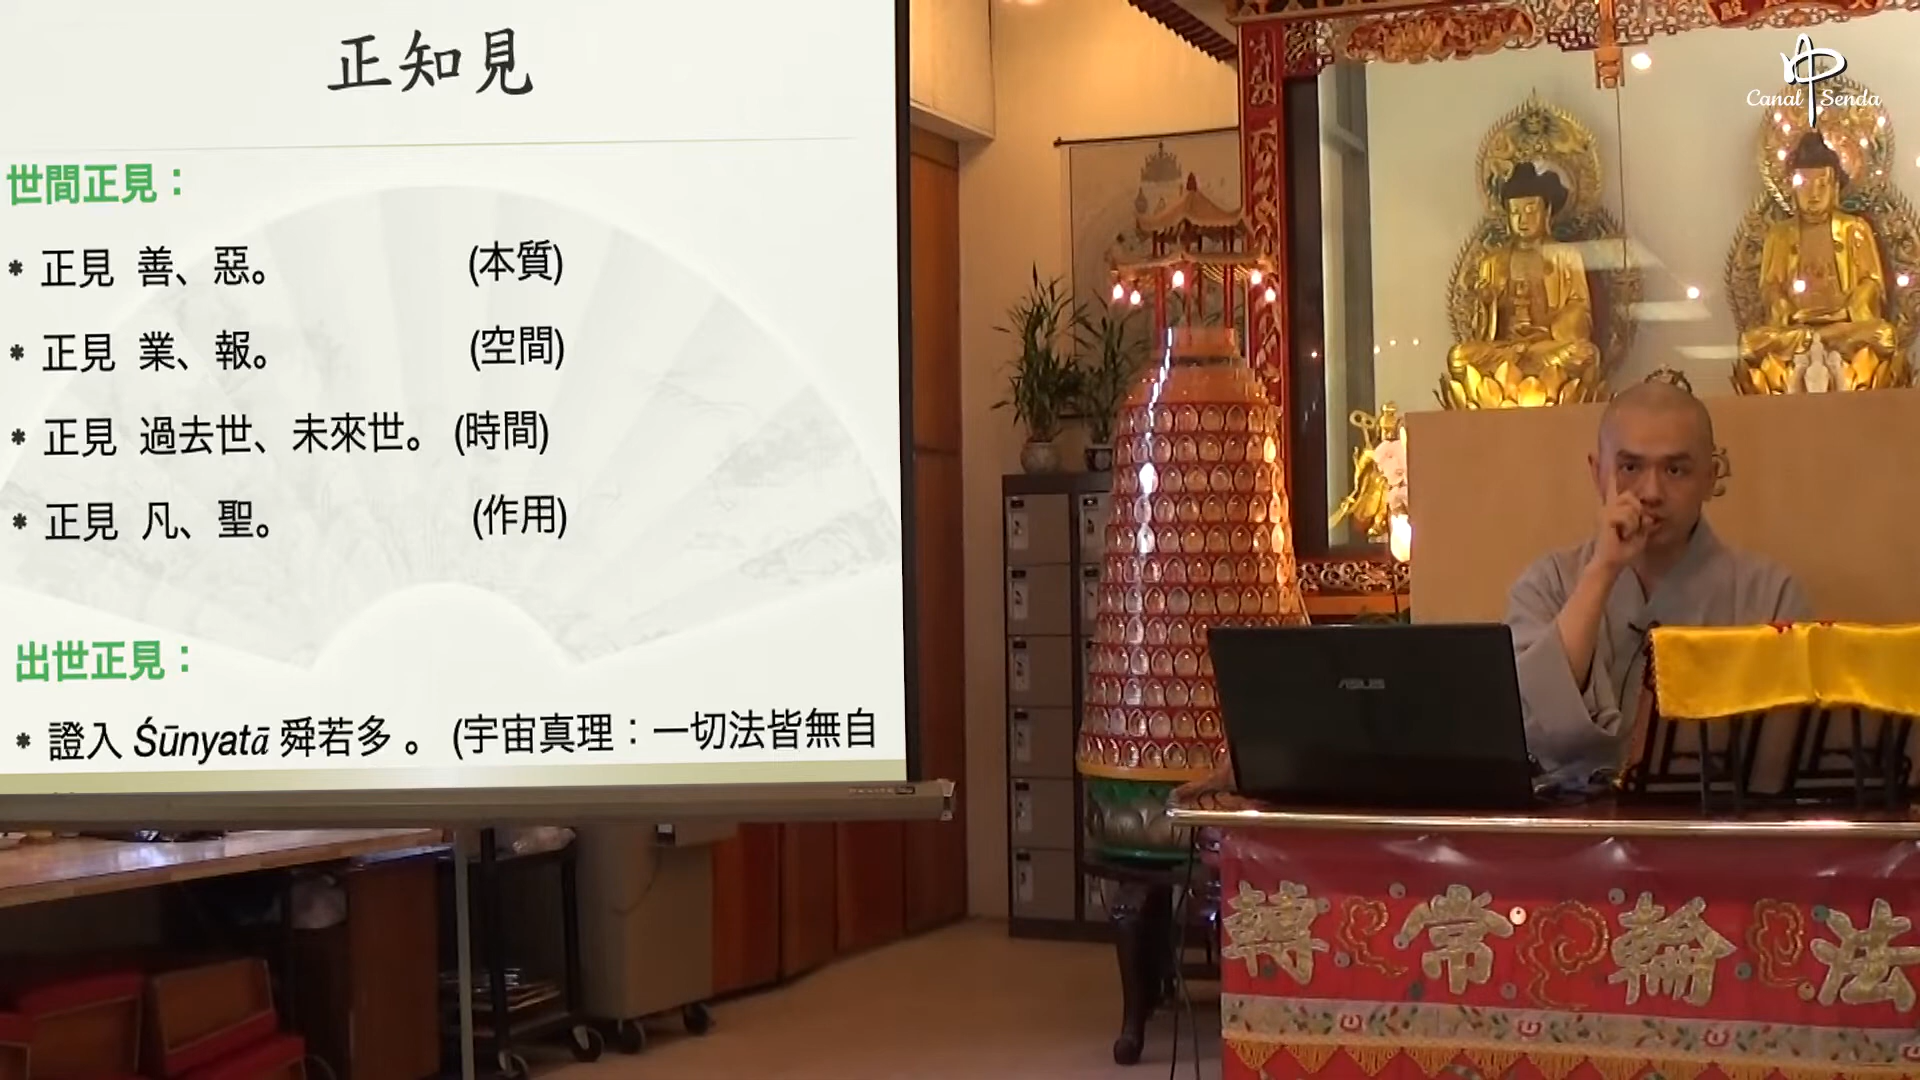 正知見
世間正見：
* 正見 善、惡。 (本質)
* 正見 業、報。 (空間)
* 正見 過去世、未來世。 (時間)
* 正見 凡、聖。 (作用)
出世正見：
* 證入 Śūnyatā 舜若多 。 (宇宙真理：一切法皆無自
Canal Senda
ASUS
轉常輪法